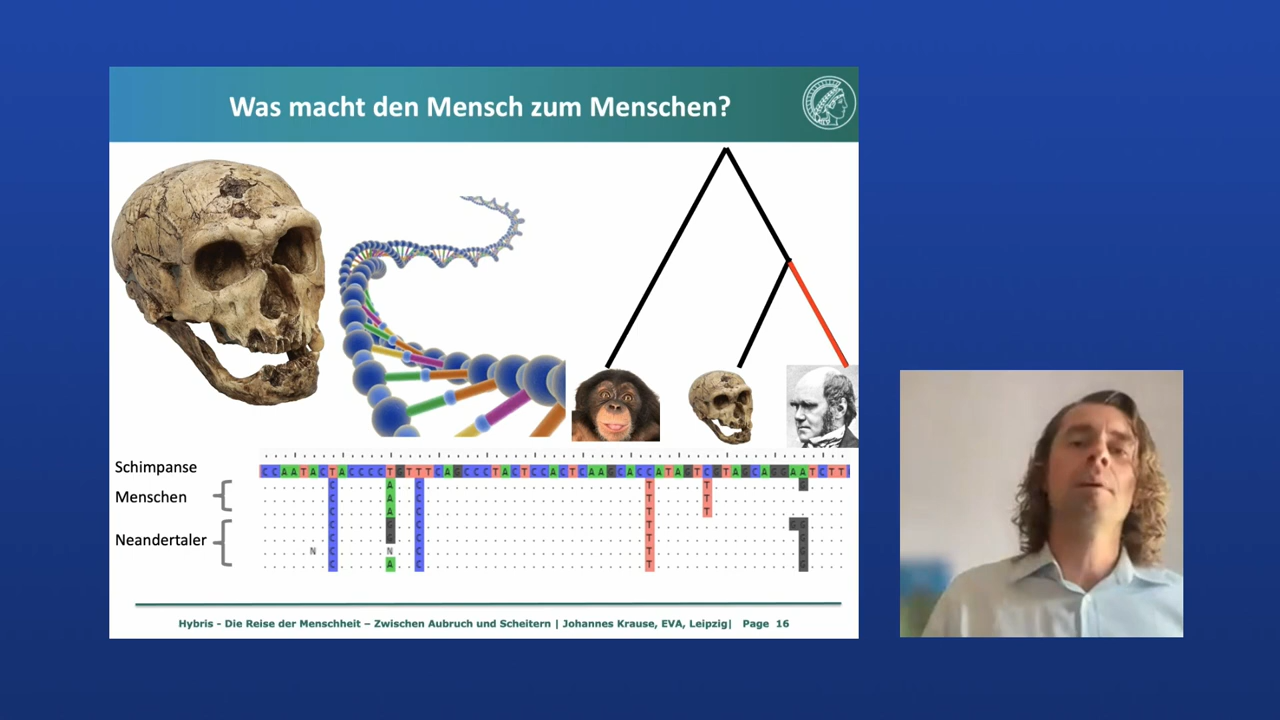 Was macht den Mensch zum Menschen?
Schimpanse
CCAATACTACCCCTGTTTCAGCCCTACTCCACTCAAGCACCATAGTCGTAGCAGGAATCTT
Menschen
Neandertaler
Hybris - Die Reise der Menschheit – Zwischen Aubruch und Scheitern | Johannes Krause, EVA, Leipzig| Page 16